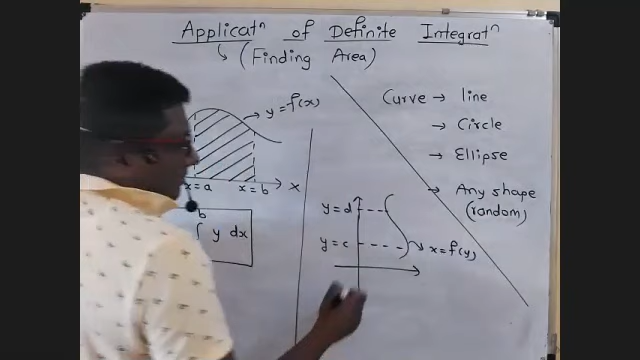 Applicatⁿ of Definite Integratⁿ
(Finding Area)
y = f(x)
x = a
x = b
X
b
∫ y dx
Curve → line
→ Circle
→ Ellipse
→ Any shape
(random)
y = d
y = c
x = f(y)